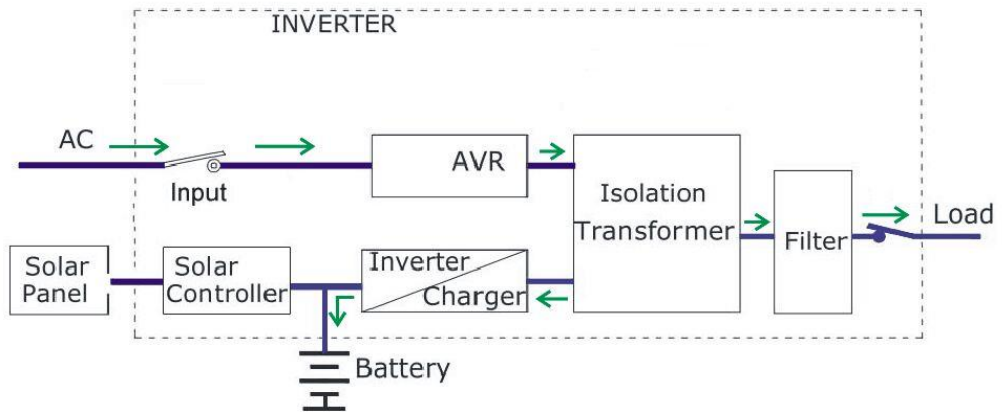 INVERTER
AC
Input
AVR
Isolation
Transformer
Filter
Load
Solar
Panel
Solar
Controller
Inverter
Charger
Battery